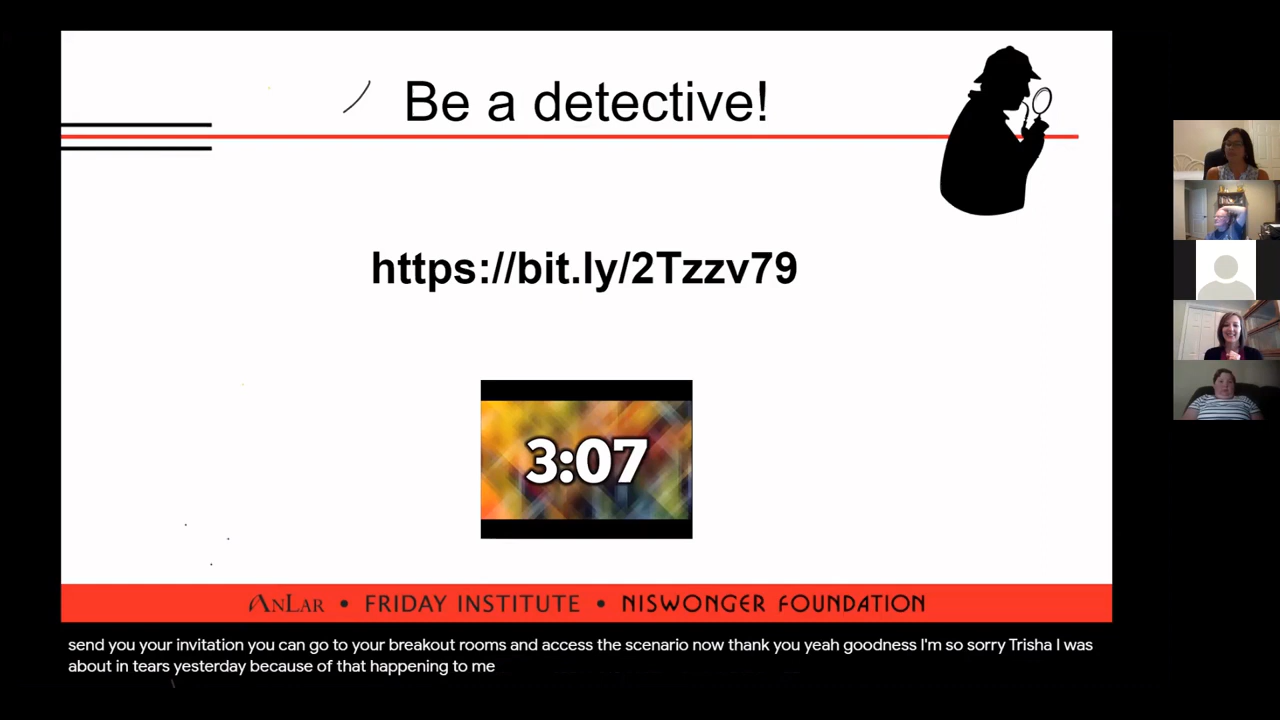 Be a detective!
https://bit.ly/2Tzzv79
3:07
ANLAR • FRIDAY INSTITUTE • NISWONGER FOUNDATION
send you your invitation you can go to your breakout rooms and access the scenario now thank you yeah goodness I'm so sorry Trisha I was
about in tears yesterday because of that happening to me